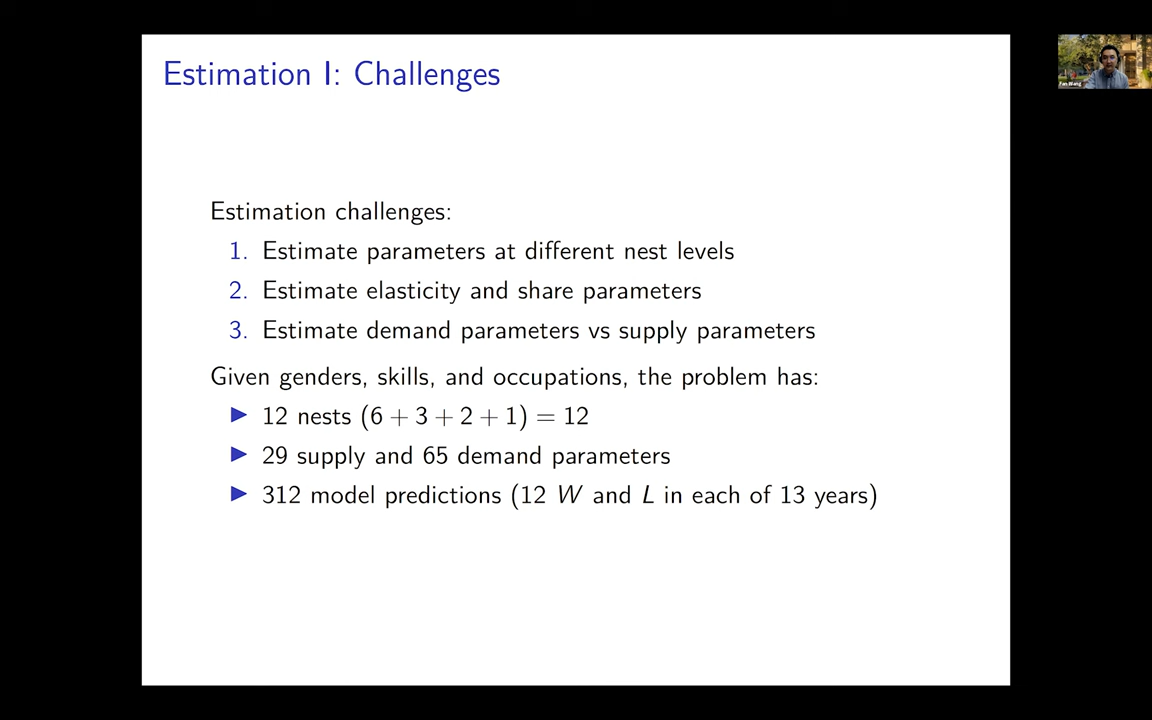 Estimation I: Challenges
Estimation challenges:
1. Estimate parameters at different nest levels
2. Estimate elasticity and share parameters
3. Estimate demand parameters vs supply parameters
Given genders, skills, and occupations, the problem has:
▶ 12 nests (6 + 3 + 2 + 1) = 12
▶ 29 supply and 65 demand parameters
▶ 312 model predictions (12 W and L in each of 13 years)
Fan Wang